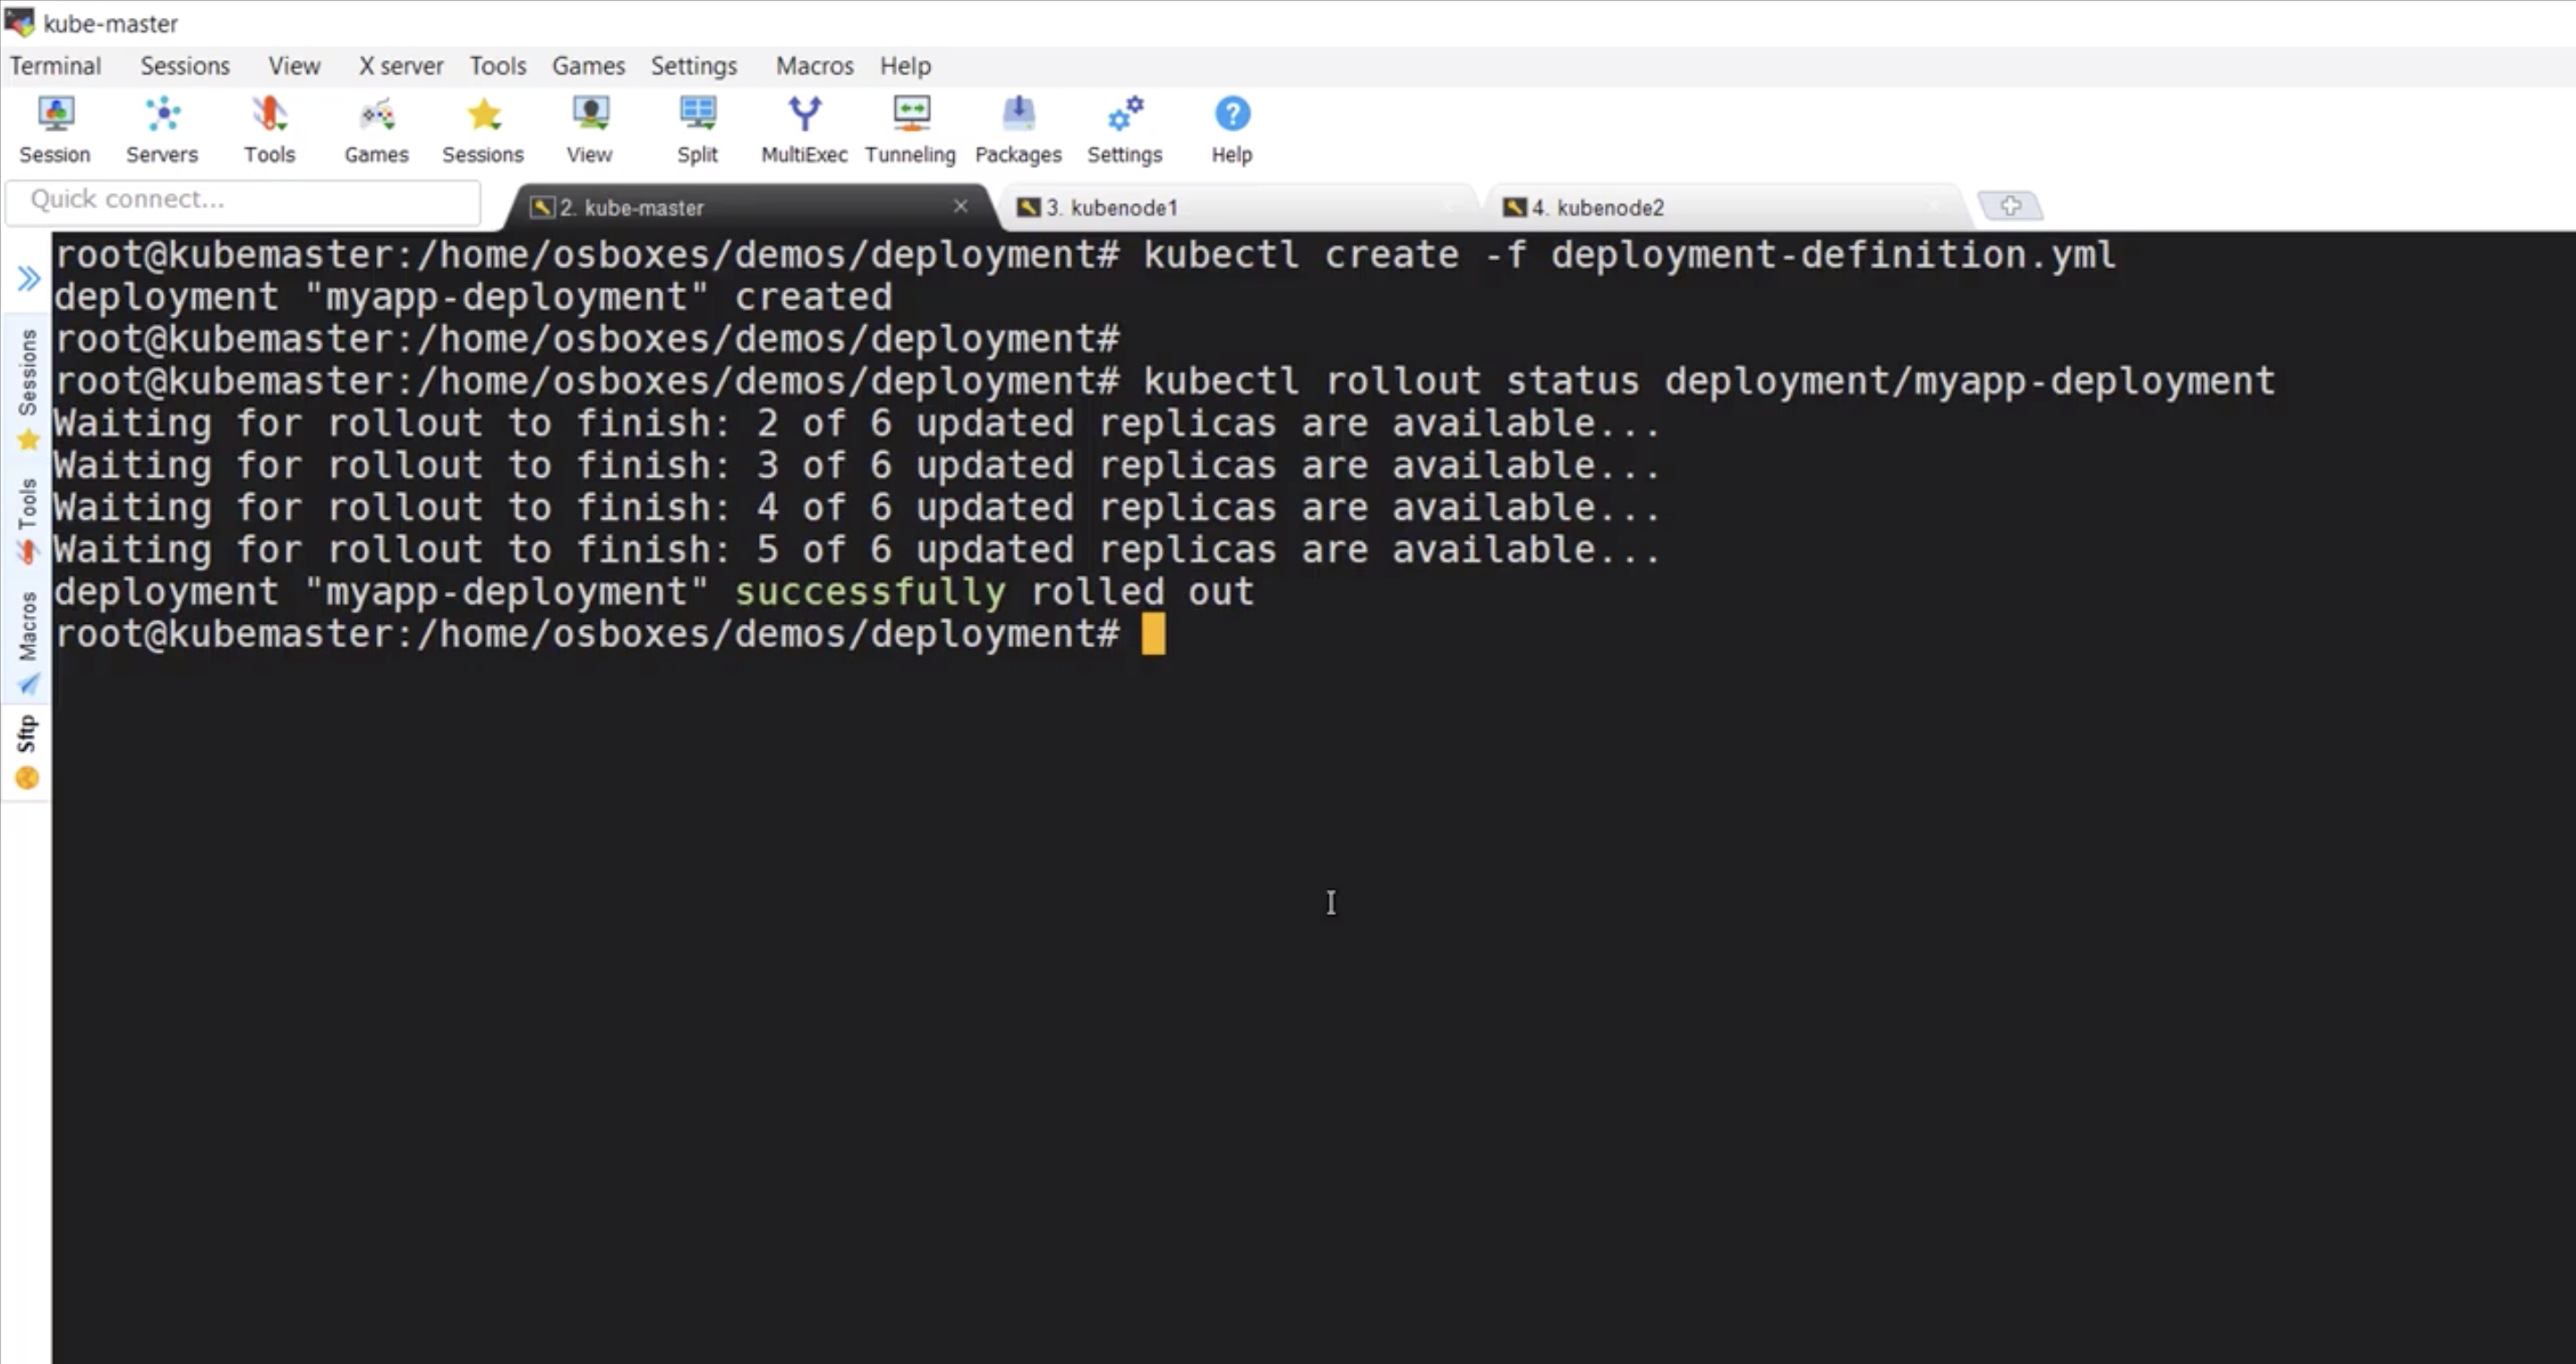 kube-master
Terminal Sessions View X server Tools Games Settings Macros Help
Session Servers Tools Games Sessions View Split MultiExec Tunneling Packages Settings Help
Quick connect... 2. kube-master 3. kubenode1 4. kubenode2
root@kubemaster:/home/osboxes/demos/deployment# kubectl create -f deployment-definition.yml
deployment "myapp-deployment" created
root@kubemaster:/home/osboxes/demos/deployment#
root@kubemaster:/home/osboxes/demos/deployment# kubectl rollout status deployment/myapp-deployment
Waiting for rollout to finish: 2 of 6 updated replicas are available...
Waiting for rollout to finish: 3 of 6 updated replicas are available...
Waiting for rollout to finish: 4 of 6 updated replicas are available...
Waiting for rollout to finish: 5 of 6 updated replicas are available...
deployment "myapp-deployment" successfully rolled out
root@kubemaster:/home/osboxes/demos/deployment#
Sessions
Tools
Macros
Sftp